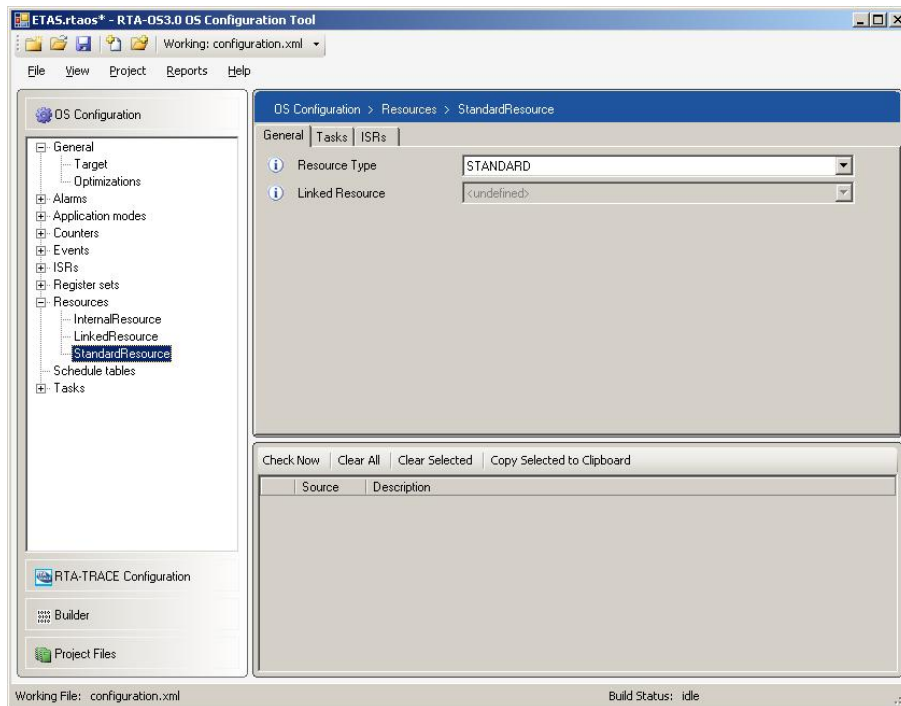 ETAS.rtaos* - RTA-OS3.0 OS Configuration Tool
Working: configuration.xml
File View Project Reports Help
OS Configuration
General
Target
Optimizations
Alarms
Application modes
Counters
Events
ISRs
Register sets
Resources
InternalResource
LinkedResource
StandardResource
Schedule tables
Tasks
RTA-TRACE Configuration
Builder
Project Files
OS Configuration > Resources > StandardResource
General Tasks ISRs
Resource Type STANDARD
Linked Resource <undefined>
Check Now Clear All Clear Selected Copy Selected to Clipboard
Source Description
Working File: configuration.xml Build Status: idle